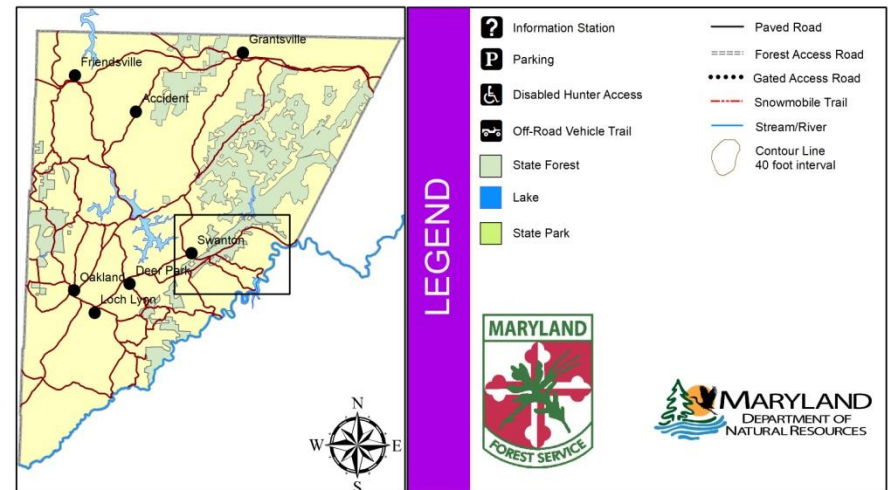 Grantsville
Friendsville
Accident
Swanton
Deer Park
Oakland
Loch Lynn
N
W
E
S
LEGEND
?
Information Station
P
Parking
Disabled Hunter Access
Off-Road Vehicle Trail
State Forest
Lake
State Park
Paved Road
Forest Access Road
Gated Access Road
Snowmobile Trail
Stream/River
Contour Line
40 foot interval
MARYLAND
FOREST SERVICE
MARYLAND
DEPARTMENT OF
NATURAL RESOURCES